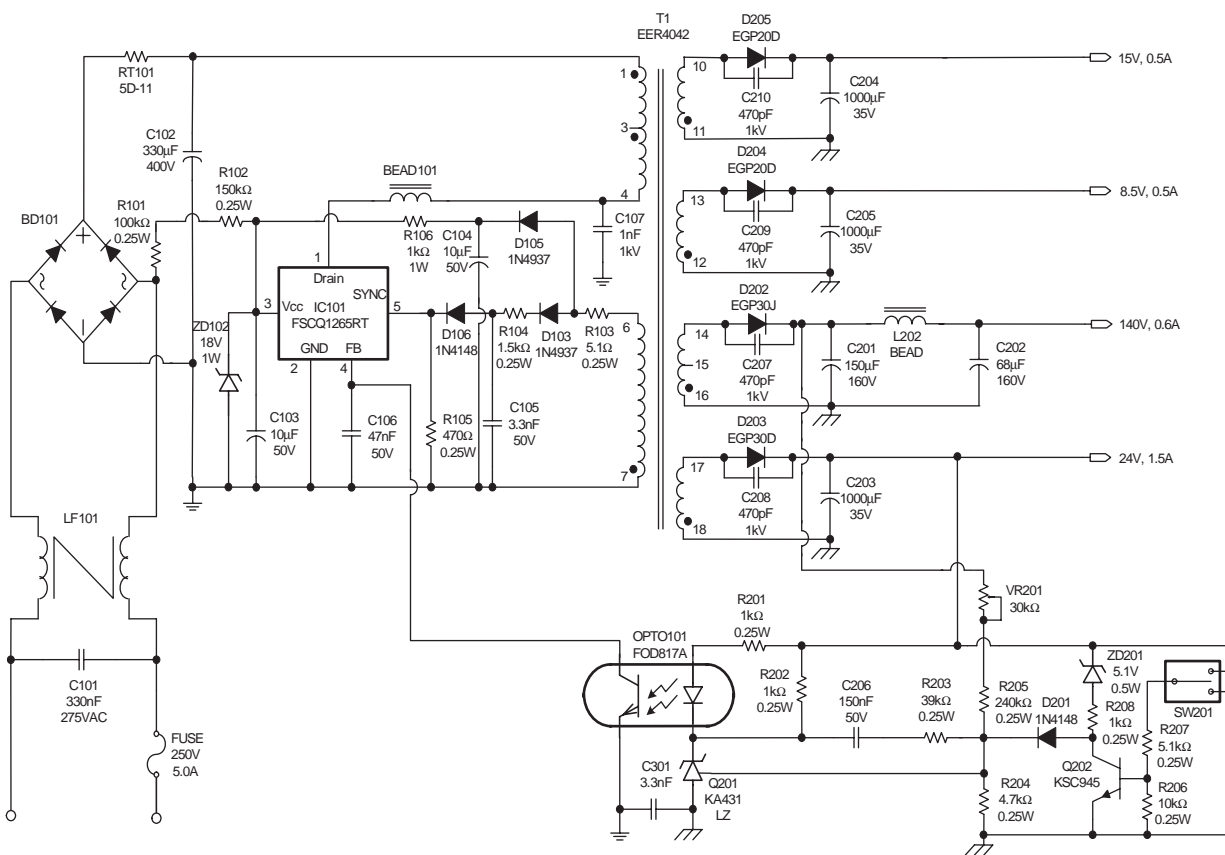 T1
EER4042
D205
EGP20D
10
C210
470pF
1kV
11
C204
1000μF
35V
15V, 0.5A
RT101
5D-11
1
3
4
C102
330μF
400V
BEAD101
R102
150kΩ
0.25W
R101
100kΩ
0.25W
BD101
D204
EGP20D
13
C209
470pF
1kV
12
C205
1000μF
35V
8.5V, 0.5A
C107
1nF
1kV
R106
1kΩ
1W
C104
10μF
50V
D105
1N4937
1
Drain
SYNC
3
Vcc
IC101
FSCQ1265RT
5
GND
FB
2
4
ZD102
18V
1W
D106
1N4148
R104
1.5kΩ
0.25W
D103
1N4937
R103
5.1Ω
0.25W
6
7
D202
EGP30J
14
15
16
C207
470pF
1kV
C201
150μF
160V
L202
BEAD
C202
68μF
160V
140V, 0.6A
C103
10μF
50V
C106
47nF
50V
R105
470Ω
0.25W
C105
3.3nF
50V
D203
EGP30D
17
C208
470pF
1kV
18
C203
1000μF
35V
24V, 1.5A
LF101
C101
330nF
275VAC
FUSE
250V
5.0A
VR201
30kΩ
OPTO101
FOD817A
R201
1kΩ
0.25W
R202
1kΩ
0.25W
C206
150nF
50V
R203
39kΩ
0.25W
R205
240kΩ
0.25W
D201
1N4148
ZD201
5.1V
0.5W
R208
1kΩ
0.25W
SW201
R207
5.1kΩ
0.25W
Q202
KSC945
R206
10kΩ
0.25W
R204
4.7kΩ
0.25W
C301
3.3nF
Q201
KA431
LZ